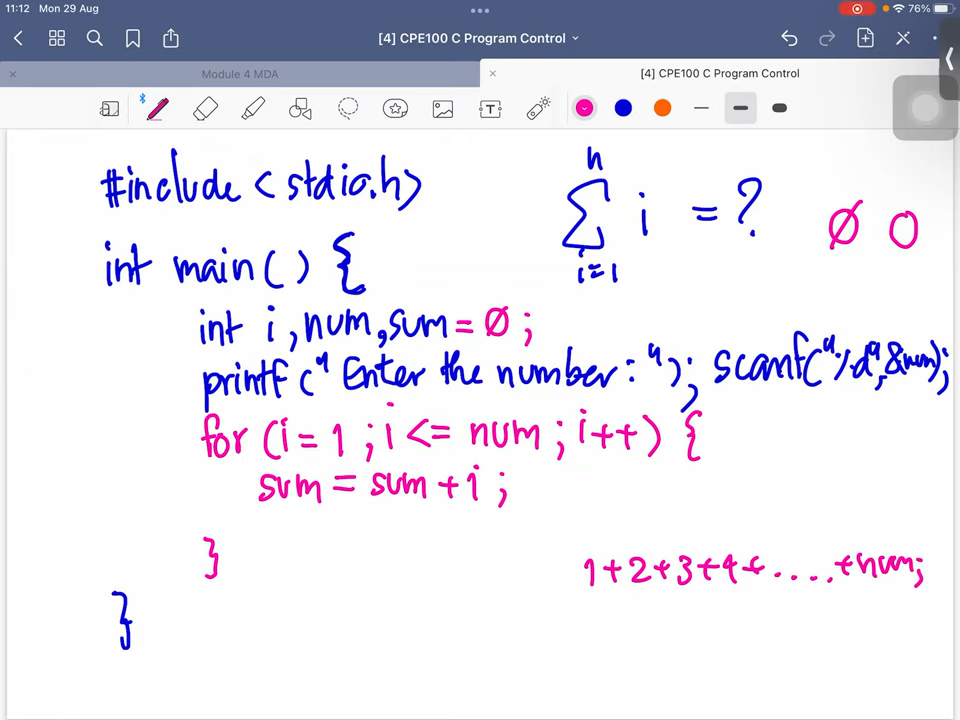 11:12 Mon 29 Aug
76%
[4] CPE100 C Program Control
Module 4 MDA
[4] CPE100 C Program Control
#include <stdio.h>
n
∑ i = ?
i=1
Ø 0
int main() {
int i, num, sum = Ø;
printf("Enter the number: "); scanf("%d", &num);
for (i = 1; i <= num; i++) {
sum = sum + i;
}
1+2+3+4+....+num;
}